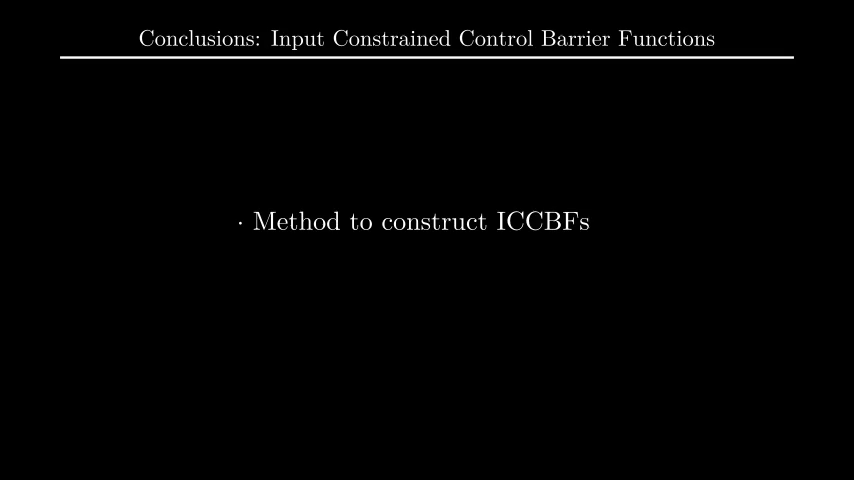 Conclusions: Input Constrained Control Barrier Functions
· Method to construct ICCBFs